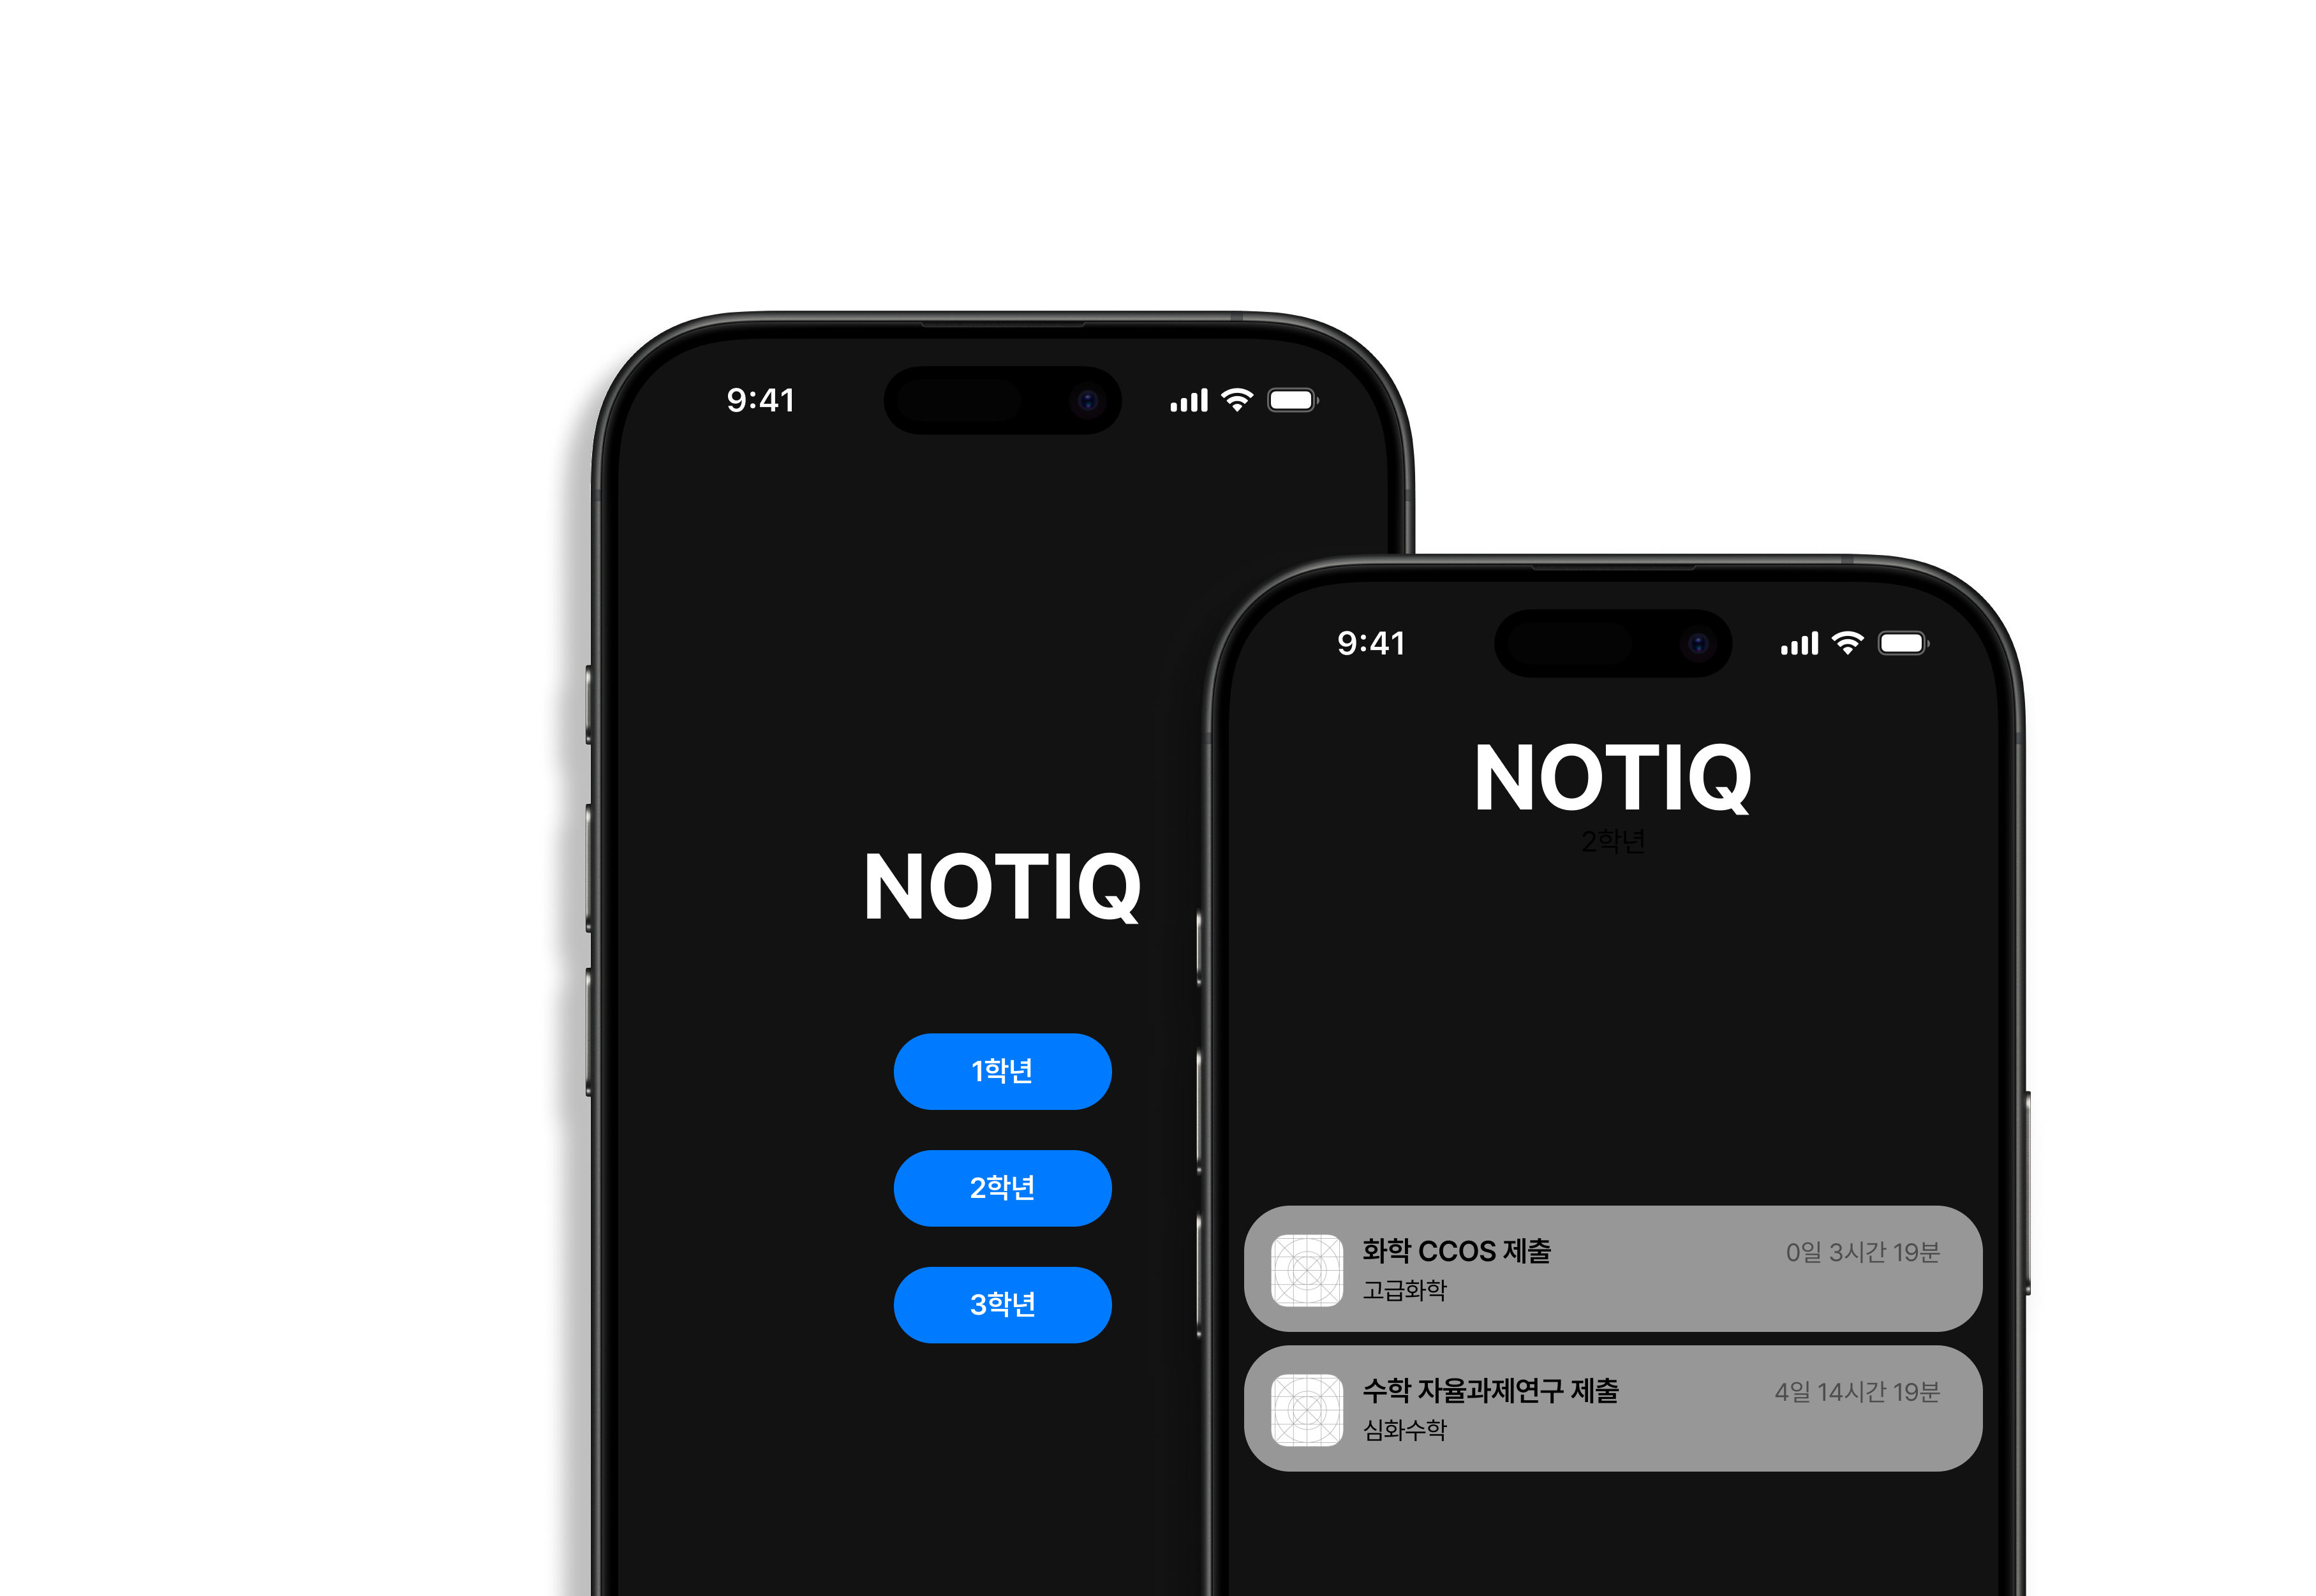 9:41
NOTIQ
1학년
2학년
3학년
9:41
NOTIQ
2학년
화학 CCOS 제출
0일 3시간 19분
고급화학
수학 자율과제연구 제출
4일 14시간 19분
심화수학